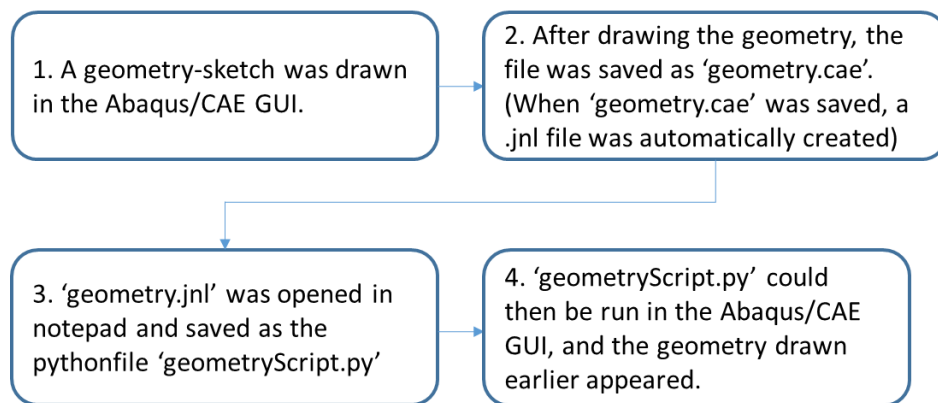 1. A geometry-sketch was drawn
in the Abaqus/CAE GUI.
2. After drawing the geometry, the
file was saved as ‘geometry.cae’.
(When ‘geometry.cae’ was saved, a
.jnl file was automatically created)
3. ‘geometry.jnl’ was opened in
notepad and saved as the
pythonfile ‘geometryScript.py’
4. ‘geometryScript.py’ could
then be run in the Abaqus/CAE
GUI, and the geometry drawn
earlier appeared.